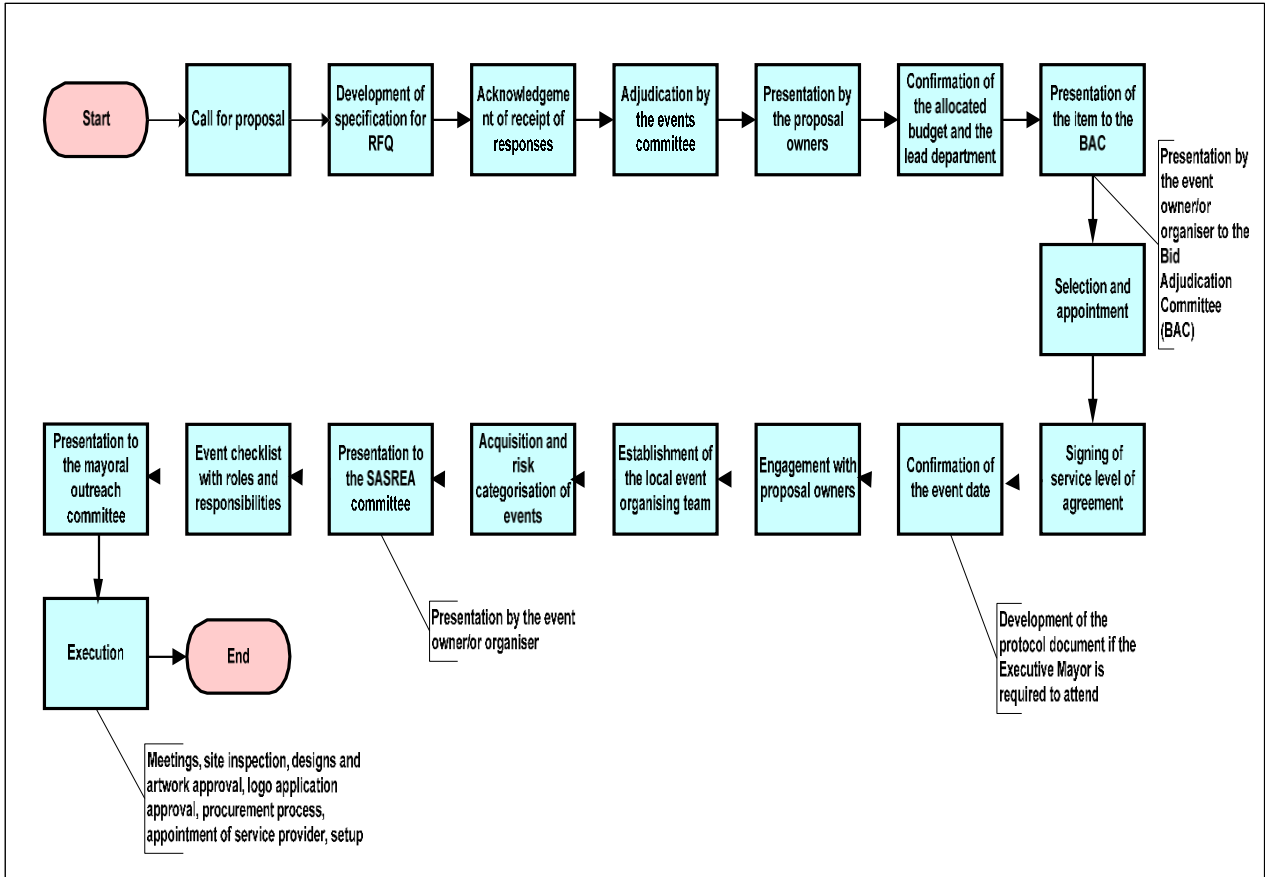 Start
Call for proposal
Development of
specification for
RFQ
Acknowledgeme
nt of receipt of
responses
Adjudication by
the events
committee
Presentation by
the proposal
owners
Confirmation of
the allocated
budget and the
lead department
Presentation of
the item to the
BAC
Presentation by
the event
owner/or
organiser to the
Bid
Adjudication
Committee
(BAC)
Selection and
appointment
Signing of
service level of
agreement
Confirmation of
the event date
Development of the
protocol document if the
Executive Mayor is
required to attend
Engagement with
proposal owners
Establishment of
the local event
organising team
Acquisition and
risk
categorisation of
events
Presentation to
the SASREA
committee
Presentation by the event
owner/or organiser
Event checklist
with roles and
responsibilities
Presentation to
the mayoral
outreach
committee
Execution
Meetings, site inspection, designs and
artwork approval, logo application
approval, procurement process,
appointment of service provider, setup
End